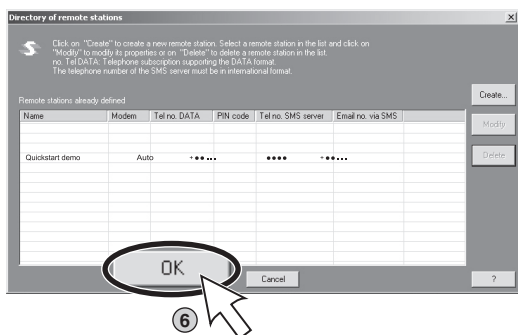 Directory of remote stations
Click on "Create" to create a new remote station. Select a remote station in the list and click on
"Modify" to modify its properties or on "Delete" to delete a remote station in the list.
no. Tel DATA: Telephone subscription supporting the DATA format.
The telephone number of the SMS server must be in international format.
Remote stations already defined
Name Modem Tel no. DATA PIN code Tel no. SMS server Email no. via SMS
Quickstart demo Auto +●●... ●●●● +●●...
Create...
Modify
Delete
OK
Cancel
?
6